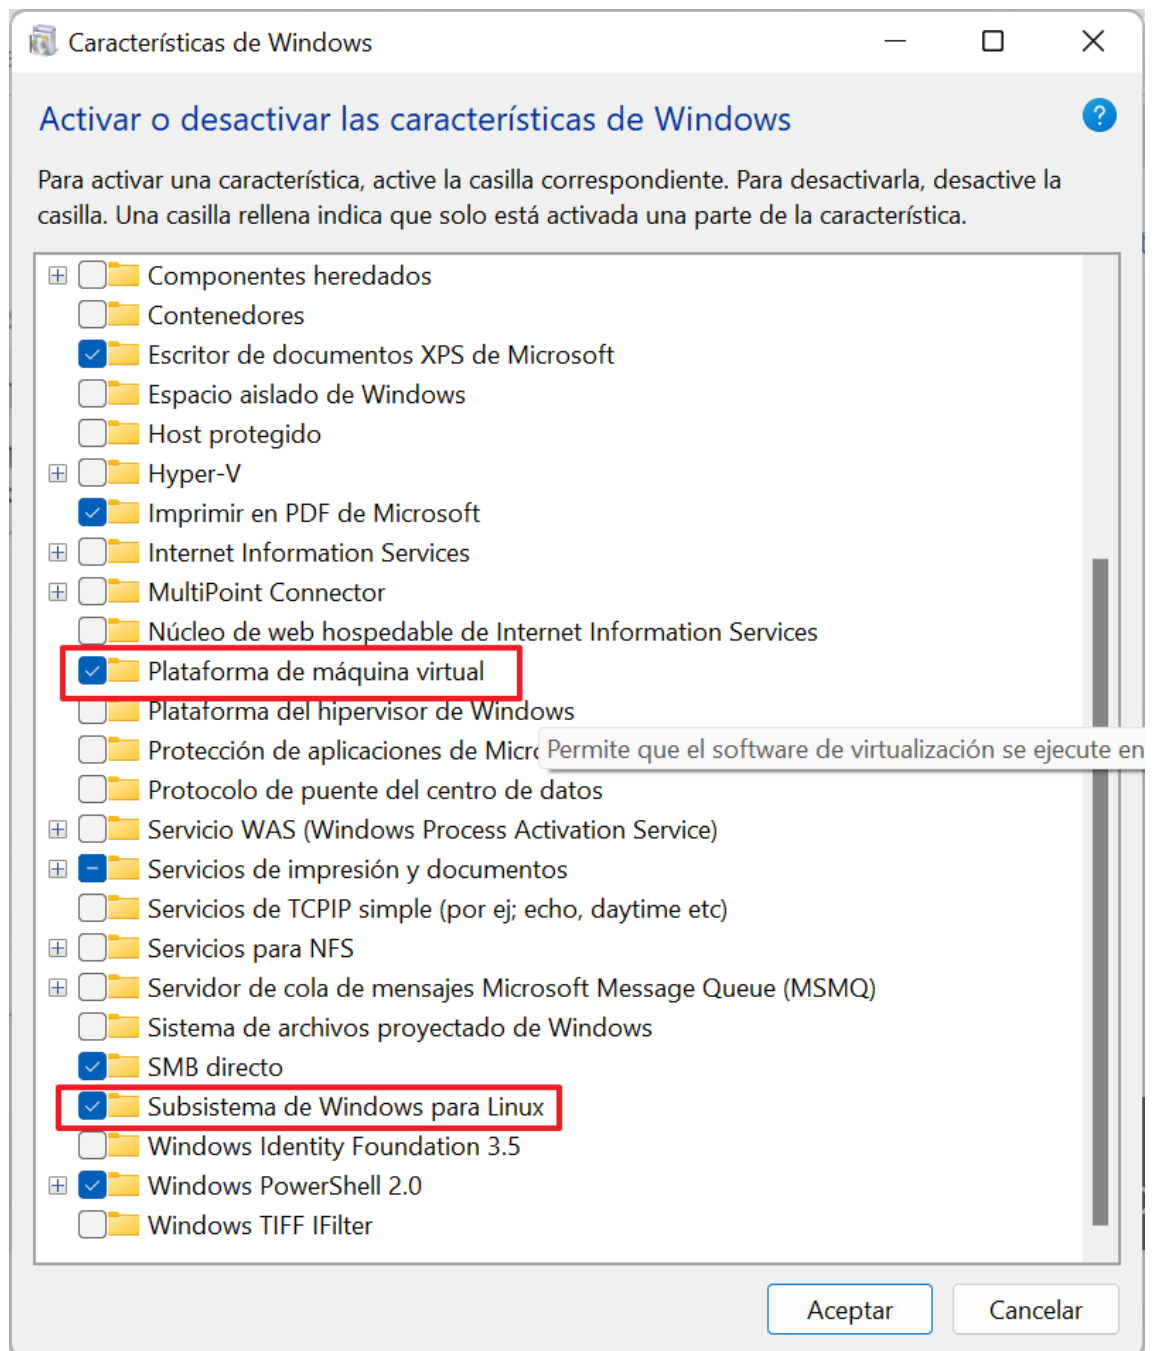 Características de Windows
Activar o desactivar las características de Windows
?
Para activar una característica, active la casilla correspondiente. Para desactivarla, desactive la
casilla. Una casilla rellena indica que solo está activada una parte de la característica.
Componentes heredados
Contenedores
Escritor de documentos XPS de Microsoft
Espacio aislado de Windows
Host protegido
Hyper-V
Imprimir en PDF de Microsoft
Internet Information Services
MultiPoint Connector
Núcleo de web hospedable de Internet Information Services
Plataforma de máquina virtual
Plataforma del hipervisor de Windows
Protección de aplicaciones de Micro
Permite que el software de virtualización se ejecute en
Protocolo de puente del centro de datos
Servicio WAS (Windows Process Activation Service)
Servicios de impresión y documentos
Servicios de TCPIP simple (por ej; echo, daytime etc)
Servicios para NFS
Servidor de cola de mensajes Microsoft Message Queue (MSMQ)
Sistema de archivos proyectado de Windows
SMB directo
Subsistema de Windows para Linux
Windows Identity Foundation 3.5
Windows PowerShell 2.0
Windows TIFF IFilter
Aceptar
Cancelar